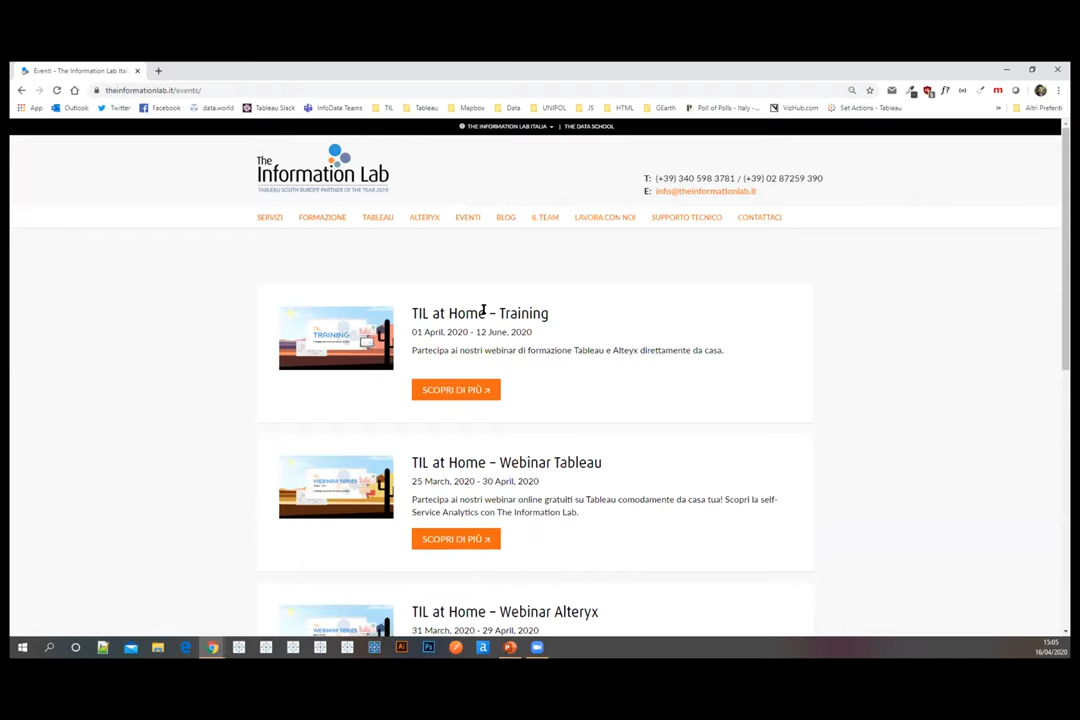 Eventi - The Information Lab Ita
theinformationlab.it/events/
App Outlook Twitter Facebook data.world Tableau Slack InfoData Teams TIL Tableau Mapbox Data UNIPOL JS HTML GEarth Poll of Polls - Italy -... VizHub.com Set Actions - Tableau » Altri Preferiti
THE INFORMATION LAB ITALIA | THE DATA SCHOOL
The
Information Lab
TABLEAU SOUTH EUROPE PARTNER OF THE YEAR 2019
T: (+39) 340 598 3781 / (+39) 02 87259 390
E: info@theinformationlab.it
SERVIZI FORMAZIONE TABLEAU ALTERYX EVENTI BLOG IL TEAM LAVORA CON NOI SUPPORTO TECNICO CONTATTACI
TIL at Home – Training
01 April, 2020 - 12 June, 2020
Partecipa ai nostri webinar di formazione Tableau e Alteyx direttamente da casa.
SCOPRI DI PIÙ
TIL
TRAINING
TIL at Home – Webinar Tableau
25 March, 2020 - 30 April, 2020
Partecipa ai nostri webinar online gratuiti su Tableau comodamente da casa tua! Scopri la self-
Service Analytics con The Information Lab.
SCOPRI DI PIÙ
TIL
WEBINAR SERIES
TIL at Home – Webinar Alteryx
31 March, 2020 - 29 April, 2020
TIL
WEBINAR SERIES
15:05
16/04/2020